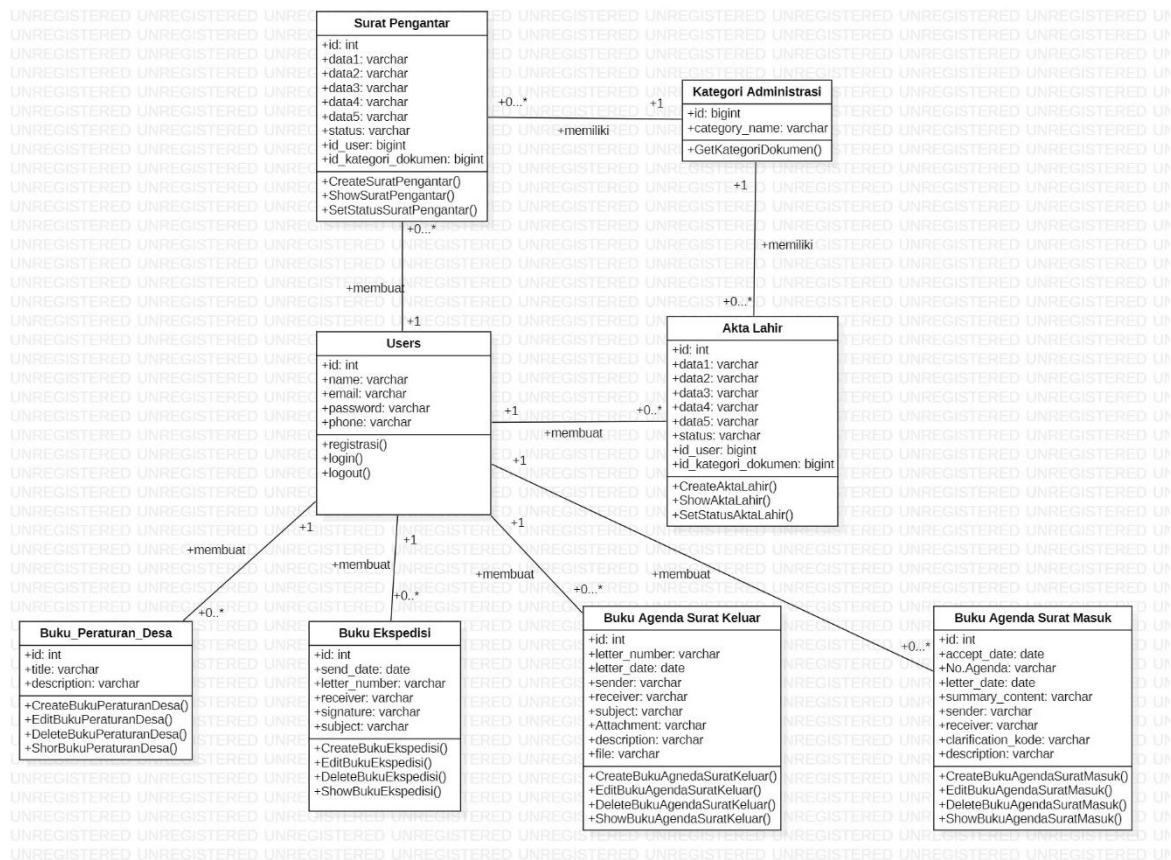 Surat Pengantar
+id: int
+data1: varchar
+data2: varchar
+data3: varchar
+data4: varchar
+data5: varchar
+status: varchar
+id_user: bigint
+id_kategori_dokumen: bigint
+CreateSuratPengantar()
+ShowSuratPengantar()
+SetStatusSuratPengantar()
+0...*
+memiliki
+1
Kategori Administrasi
+id: bigint
+category_name: varchar
+GetKategoriDokumen()
+1
+memiliki
+0...*
+0...*
+membuat
+1
Users
+id: int
+name: varchar
+email: varchar
+password: varchar
+phone: varchar
+registrasi()
+login()
+logout()
+1
+membuat
+0..*
Akta Lahir
+id: int
+data1: varchar
+data2: varchar
+data3: varchar
+data4: varchar
+data5: varchar
+status: varchar
+id_user: bigint
+id_kategori_dokumen: bigint
+CreateAktaLahir()
+ShowAktaLahir()
+SetStatusAktaLahir()
+1
+membuat
+0..*
+1
+membuat
+0..*
+1
+membuat
+0...*
+1
+membuat
+0...*
Buku_Peraturan_Desa
+id: int
+title: varchar
+description: varchar
+CreateBukuPeraturanDesa()
+EditBukuPeraturanDesa()
+DeleteBukuPeraturanDesa()
+ShorBukuPeraturanDesa()
Buku Ekspedisi
+id: int
+send_date: date
+letter_number: varchar
+receiver: varchar
+signature: varchar
+subject: varchar
+CreateBukuEkspedisi()
+EditBukuEkspedisi()
+DeleteBukuEkspedisi()
+ShowBukuEkspedisi()
Buku Agenda Surat Keluar
+id: int
+letter_number: varchar
+letter_date: date
+sender: varchar
+receiver: varchar
+subject: varchar
+Attachment: varchar
+description: varchar
+file: varchar
+CreateBukuAgnedaSuratKeluar()
+EditBukuAgendaSuratKeluar()
+DeleteBukuAgendaSuratKeluar()
+ShowBukuAgendaSuratKeluar()
Buku Agenda Surat Masuk
+id: int
+accept_date: date
+No.Agenda: varchar
+letter_date: date
+summary_content: varchar
+sender: varchar
+receiver: varchar
+clarification_kode: varchar
+description: varchar
+CreateBukuAgendaSuratMasuk()
+EditBukuAgendaSuratMasuk()
+DeleteBukuAgendaSuratMasuk()
+ShowBukuAgendaSuratMasuk()
UNREGISTERED